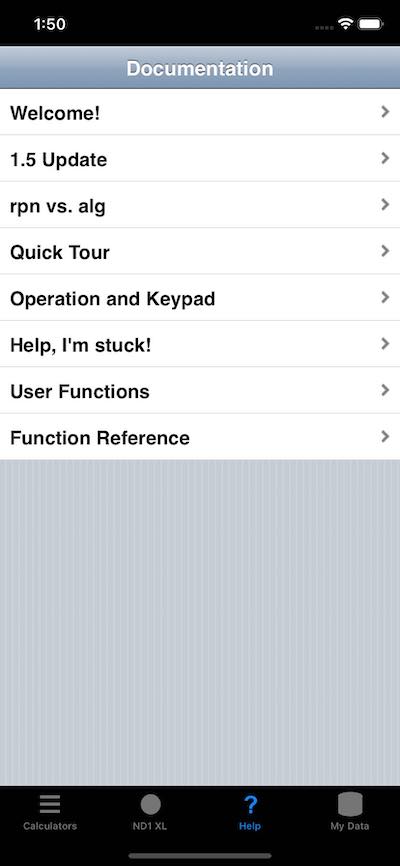 1:50
Documentation
Welcome!
1.5 Update
rpn vs. alg
Quick Tour
Operation and Keypad
Help, I'm stuck!
User Functions
Function Reference
?
Calculators
ND1 XL
Help
My Data